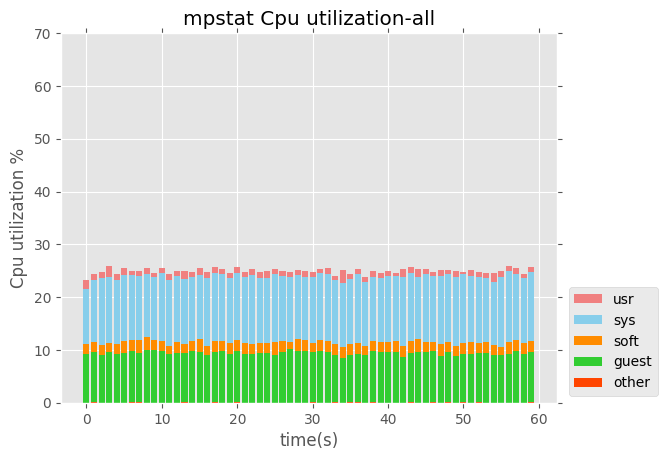 mpstat Cpu utilization-all
Cpu utilization %
70
60
50
40
30
20
10
0
0
10
20
30
40
50
60
time(s)
usr
sys
soft
guest
other